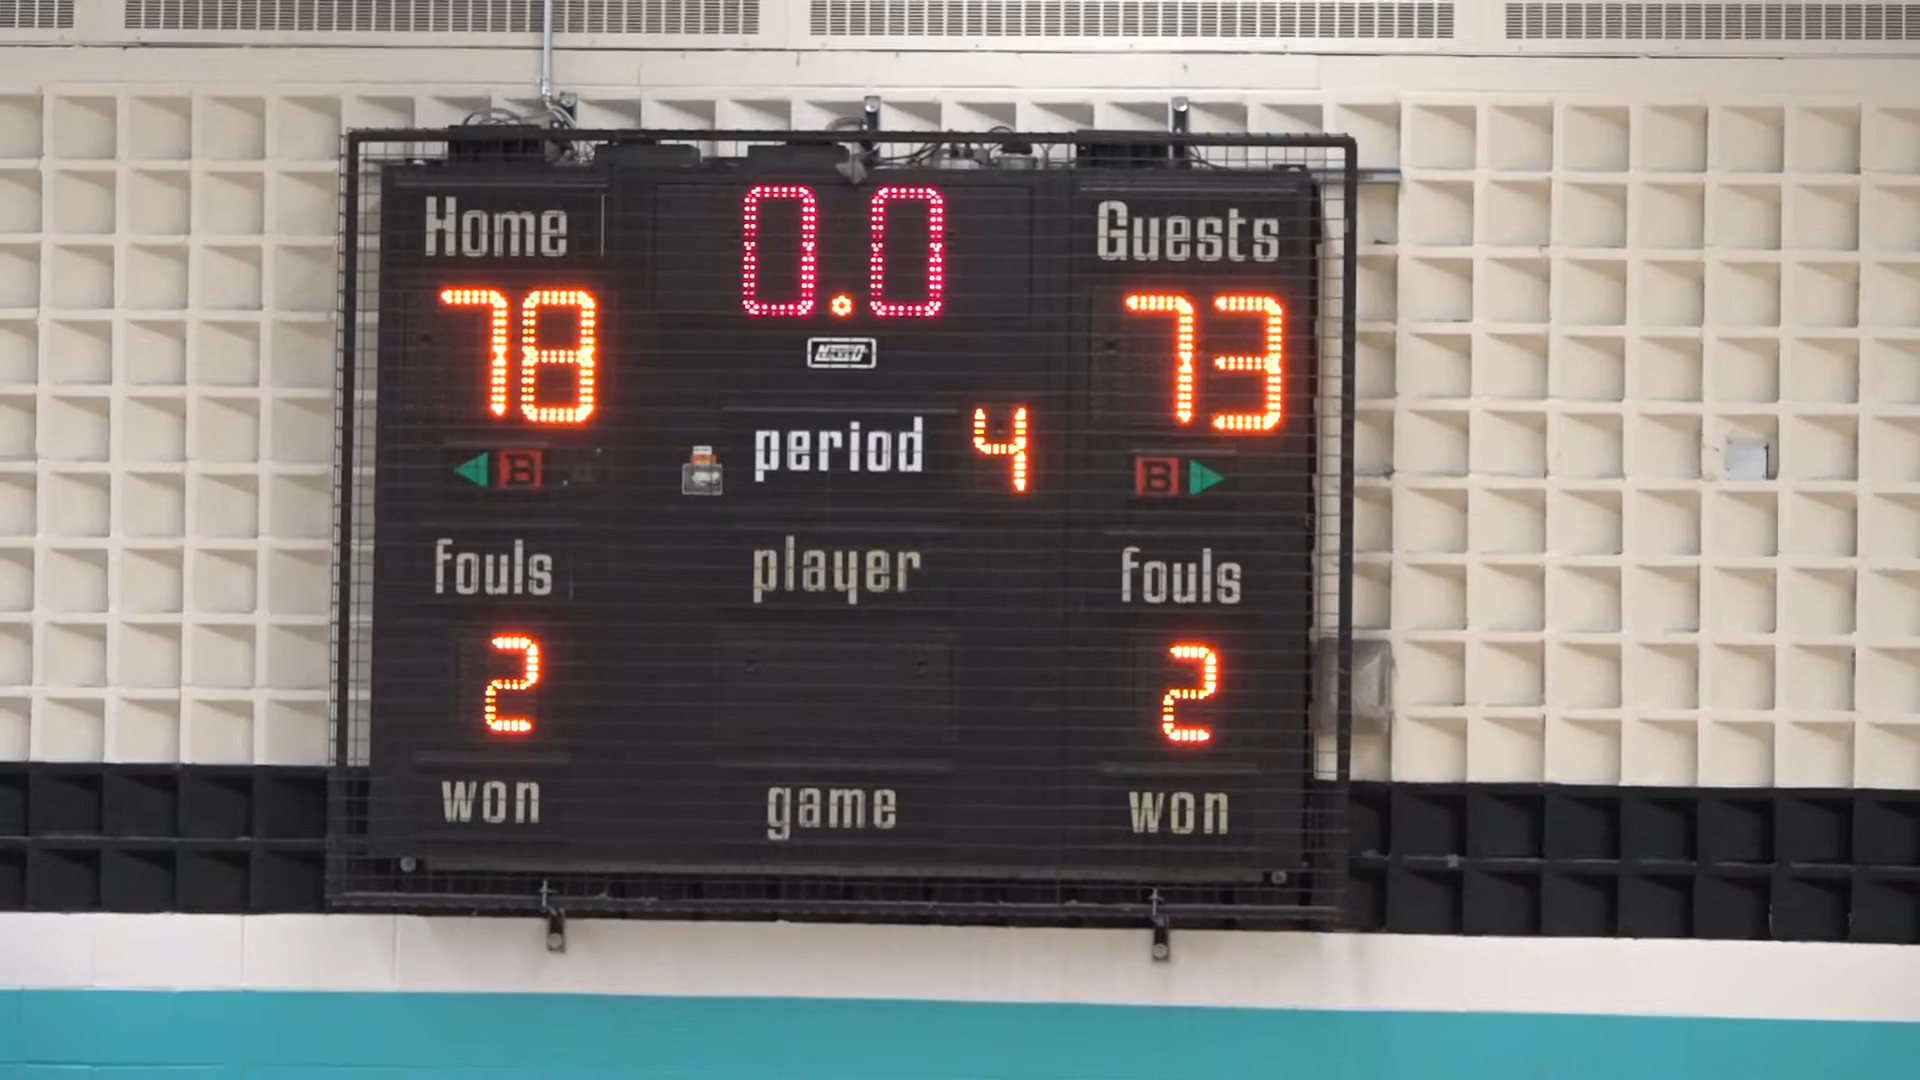 Home 0.0 Guests
78 73
period 4
B B
fouls player fouls
2 2
won game won